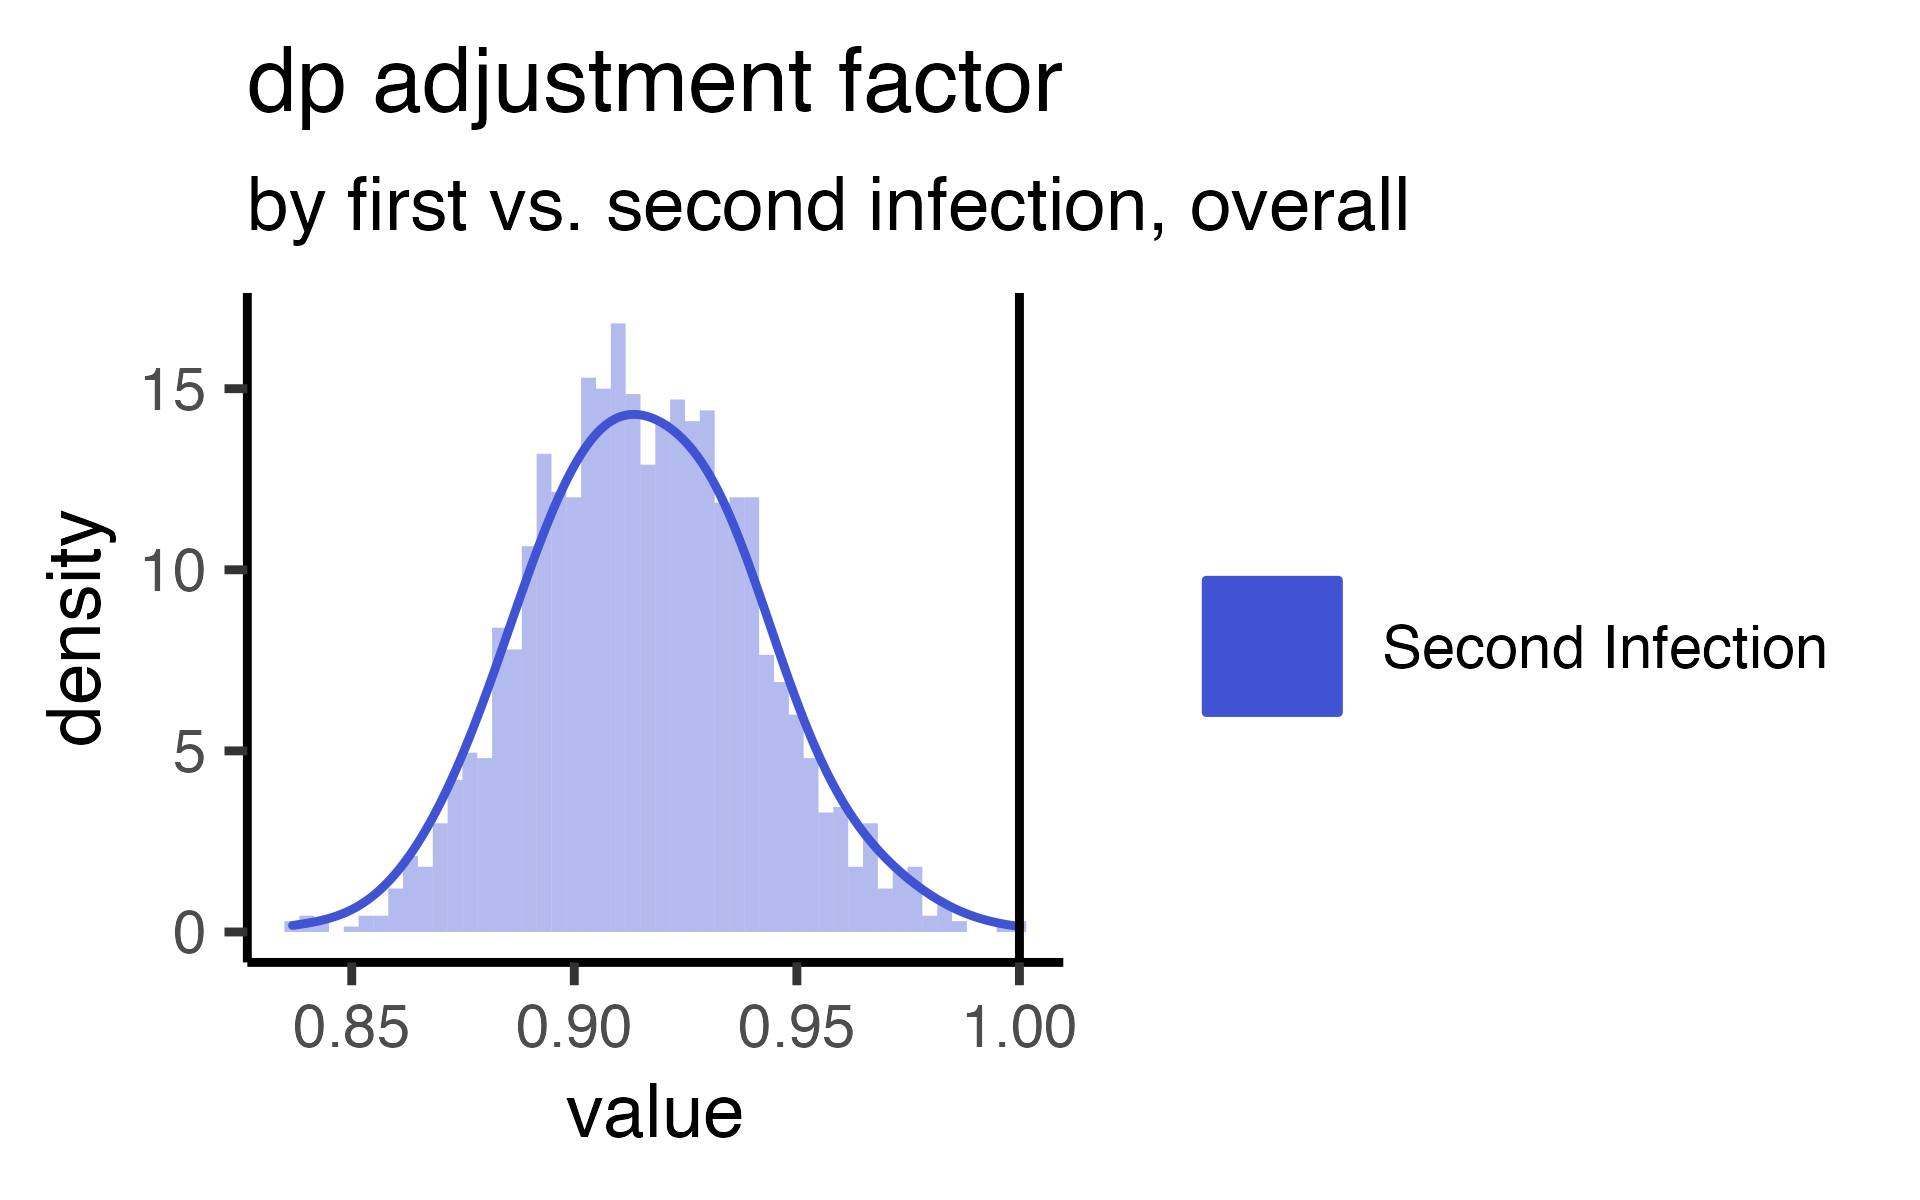 dp adjustment factor
by first vs. second infection, overall
density
15
10
5
0
0.85 0.90 0.95 1.00
value
Second Infection